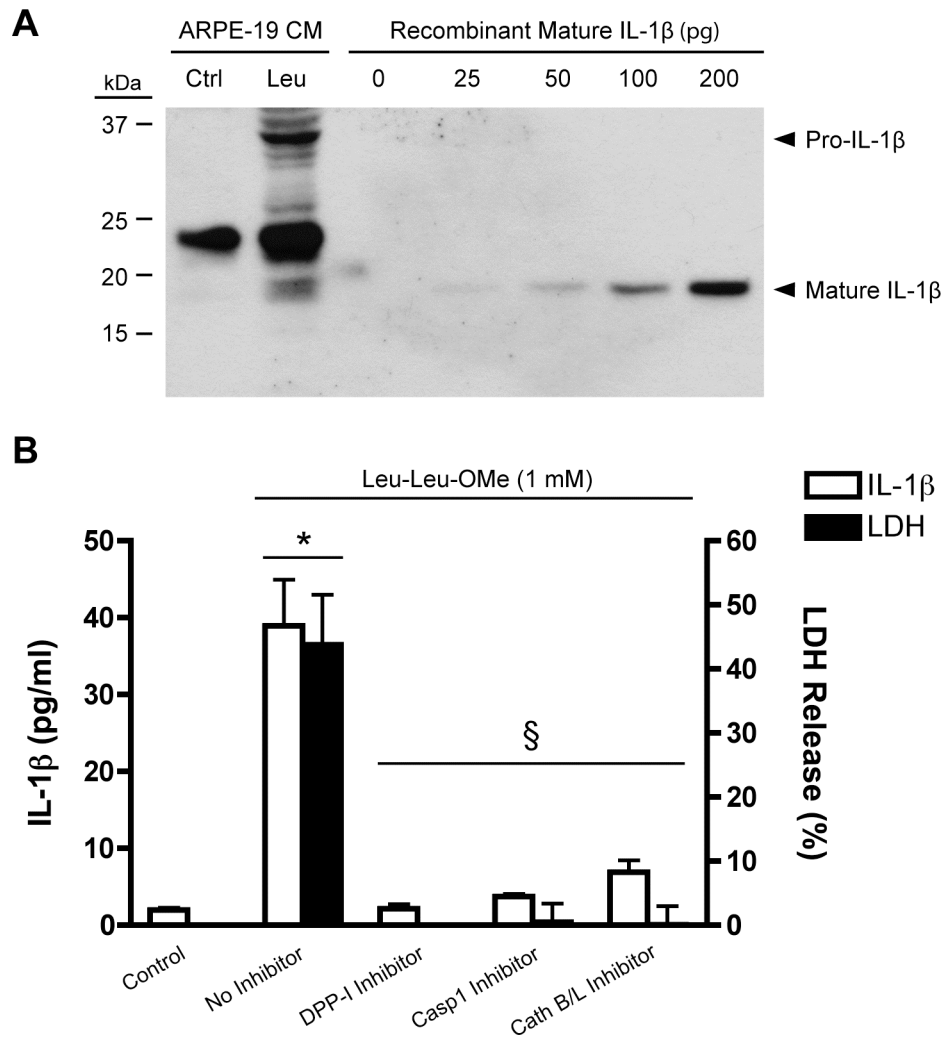 A
ARPE-19 CM Recombinant Mature IL-1β (pg)
kDa Ctrl Leu 0 25 50 100 200
37
Pro-IL-1β
25
20
Mature IL-1β
15
B
Leu-Leu-OMe (1 mM)
IL-1β
LDH
50 60
*
50
40
40
30
30
§
20
20
10
10
0 0
IL-1β (pg/ml)
LDH Release (%)
Control
No Inhibitor
DPP-I Inhibitor
Casp1 Inhibitor
Cath B/L Inhibitor